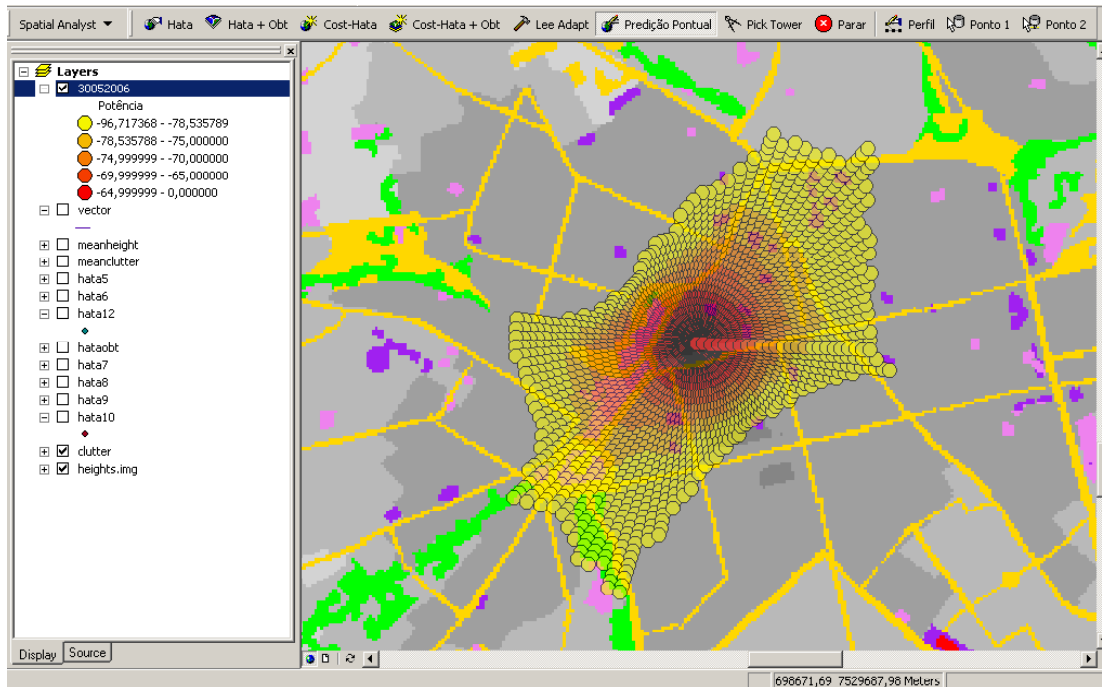 Spatial Analyst Hata Hata + Obt Cost-Hata Cost-Hata + Obt Lee Adapt Predição Pontual Pick Tower Parar Perfil Ponto 1 Ponto 2
Layers
30052006
Potência
-96,717368 - -78,535789
-78,535788 - -75,000000
-74,999999 - -70,000000
-69,999999 - -65,000000
-64,999999 - 0,000000
vector
meanheight
meanclutter
hata5
hata6
hata12
hataobt
hata7
hata8
hata9
hata10
clutter
heights.img
Display Source
698671,69 7529687,98 Meters